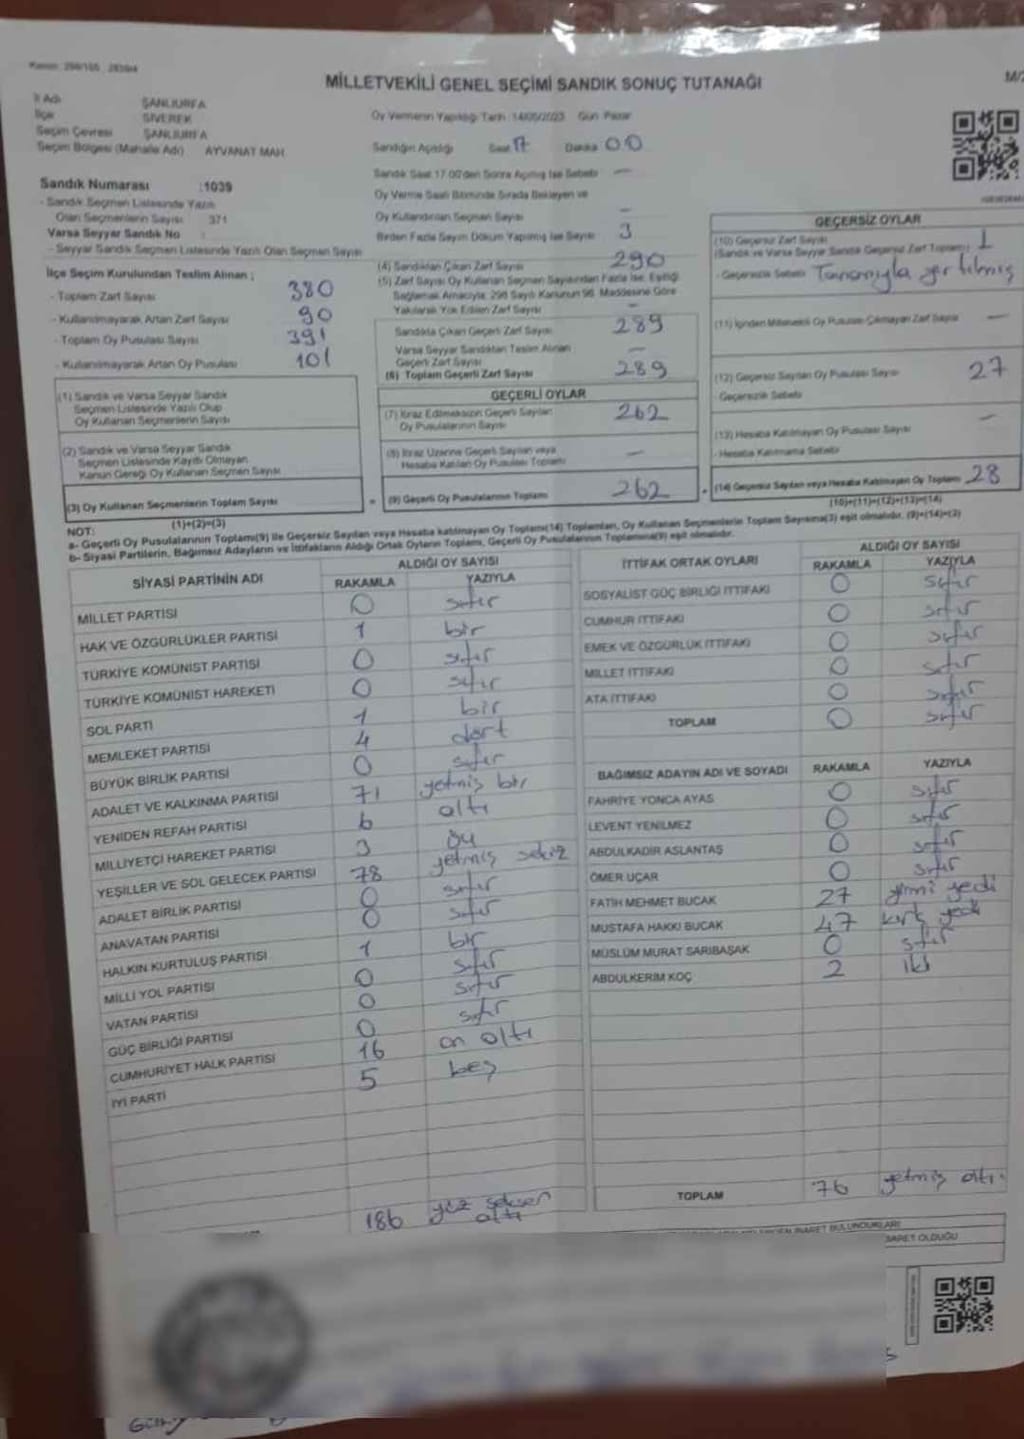 MİLLETVEKİLİ GENEL SEÇİMİ SANDIK SONUÇ TUTANAĞI
M/2
İl Adı ŞANLIURFA
İlçe SİVEREK
Seçim Çevresi ŞANLIURFA
Seçim Bölgesi (Mahalle Adı) AYVANAT MAH
Oy Vermenin Yapıldığı Tarih 14/05/2023 Gün Pazar
Sandığın Açıldığı Saat 17 Dakika 00
Sandık Saat 17.00'den Sonra Açılmış İse Sebebi —
Oy Verme Saati Bitiminde Sırada Bekleyen ve
Oy Kullandırılan Seçmen Sayısı —
Birden Fazla Sayım Döküm Yapılmış İse Sayısı 3
Sandık Numarası :1039
- Sandık Seçmen Listesinde Yazılı
Olan Seçmenlerin Sayısı 371
Varsa Seyyar Sandık No :
- Seyyar Sandık Seçmen Listesinde Yazılı Olan Seçmen Sayısı
İlçe Seçim Kurulundan Teslim Alınan ;
- Toplam Zarf Sayısı 380
- Kullanılmayarak Artan Zarf Sayısı 90
- Toplam Oy Pusulası Sayısı 391
- Kullanılmayarak Artan Oy Pusulası 101
(1) Sandık ve Varsa Seyyar Sandık
Seçmen Listesinde Yazılı Olup
Oy Kullanan Seçmenlerin Sayısı
(2) Sandık ve Varsa Seyyar Sandık
Seçmen Listesinde Kayıtlı Olmayan
Kanun Gereği Oy Kullanan Seçmen Sayısı
(3) Oy Kullanan Seçmenlerin Toplam Sayısı
(1)+(2)=(3)
(4) Sandıktan Çıkan Zarf Sayısı 290
(5) Zarf Sayısı Oy Kullanan Seçmen Sayısından Fazla İse, Eşitliği
Sağlamak Amacıyla; 298 Sayılı Kanunun 98. Maddesine Göre
Yakılarak Yok Edilen Zarf Sayısı —
Sandıkta Çıkan Geçerli Zarf Sayısı 289
Varsa Seyyar Sandıktan Teslim Alınan
Geçerli Zarf Sayısı —
(6) Toplam Geçerli Zarf Sayısı 289
GEÇERLİ OYLAR
(7) İtiraz Edilmeksizin Geçerli Sayılan
Oy Pusulalarının Sayısı 262
(8) İtiraz Üzerine Geçerli Sayılan veya
Hesaba Katılan Oy Pusulası Toplamı —
= (9) Geçerli Oy Pusulalarının Toplamı 262
GEÇERSİZ OYLAR
(10) Geçersiz Zarf Sayısı
(Sandık ve Varsa Seyyar Sandık Geçersiz Zarf Toplamı) 1
- Geçersizlik Sebebi Tamamıyla yırtılmış
(11) İçinden Milletvekili Oy Pusulası Çıkmayan Zarf Sayısı —
(12) Geçersiz Sayılan Oy Pusulası Sayısı 27
- Geçersizlik Sebebi
(13) Hesaba Katılmayan Oy Pusulası Sayısı —
- Hesaba Katılmama Sebebi
+ (14) Geçersiz Sayılan veya Hesaba Katılmayan Oy Toplamı 28
(10)+(11)+(12)+(13)=(14)
NOT:
a- Geçerli Oy Pusulalarının Toplamı(9) ile Geçersiz Sayılan veya Hesaba katılmayan Oy Toplamı(14) Toplamları, Oy Kullanan Seçmenlerin Toplam Sayısına(3) eşit olmalıdır. (9)+(14)=(3)
b- Siyasi Partilerin, Bağımsız Adayların ve İttifakların Aldığı Ortak Oyların Toplamı, Geçerli Oy Pusulalarının Toplamına(9) eşit olmalıdır.
SİYASİ PARTİNİN ADI
ALDIĞI OY SAYISI
RAKAMLA YAZIYLA
MİLLET PARTİSİ 0 sıfır
HAK VE ÖZGÜRLÜKLER PARTİSİ 1 bir
TÜRKİYE KOMÜNİST PARTİSİ 0 sıfır
TÜRKİYE KOMÜNİST HAREKETİ 0 sıfır
SOL PARTİ 1 bir
MEMLEKET PARTİSİ 4 dört
BÜYÜK BİRLİK PARTİSİ 0 sıfır
ADALET VE KALKINMA PARTİSİ 71 yetmiş bir
YENİDEN REFAH PARTİSİ 6 altı
MİLLİYETÇİ HAREKET PARTİSİ 3 üç
YEŞİLLER VE SOL GELECEK PARTİSİ 78 yetmiş sekiz
ADALET BİRLİK PARTİSİ 0 sıfır
ANAVATAN PARTİSİ 0 sıfır
HALKIN KURTULUŞ PARTİSİ 1 bir
MİLLİ YOL PARTİSİ 0 sıfır
VATAN PARTİSİ 0 sıfır
GÜÇ BİRLİĞİ PARTİSİ 0 sıfır
CUMHURİYET HALK PARTİSİ 16 on altı
İYİ PARTİ 5 beş
186 yüz seksen altı
İTTİFAK ORTAK OYLARI
ALDIĞI OY SAYISI
RAKAMLA YAZIYLA
SOSYALİST GÜÇ BİRLİĞİ İTTİFAKI 0 sıfır
CUMHUR İTTİFAKI 0 sıfır
EMEK VE ÖZGÜRLÜK İTTİFAKI 0 sıfır
MİLLET İTTİFAKI 0 sıfır
ATA İTTİFAKI 0 sıfır
TOPLAM 0 sıfır
BAĞIMSIZ ADAYIN ADI VE SOYADI RAKAMLA YAZIYLA
FAHRİYE YONCA AYAS 0 sıfır
LEVENT YENİLMEZ 0 sıfır
ABDULKADİR ASLANTAŞ 0 sıfır
ÖMER UÇAR 0 sıfır
FATİH MEHMET BUCAK 27 yirmi yedi
MUSTAFA HAKKI BUCAK 47 kırk yedi
MÜSLÜM MURAT SARIBAŞAK 0 sıfır
ABDULKERİM KOÇ 2 iki
TOPLAM 76 yetmiş altı.
İBARET BULUNDUKLARI
İBARET OLDUĞU